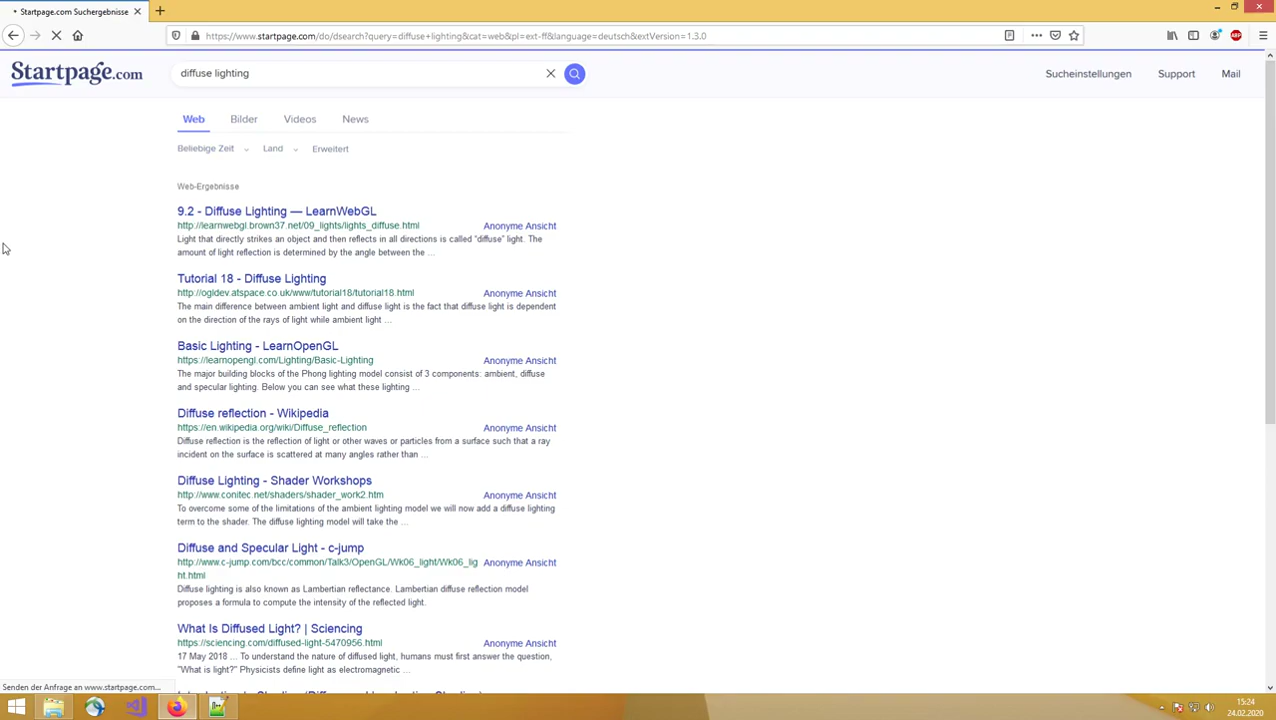 Startpage.com Suchergebnisse
https://www.startpage.com/do/dsearch?query=diffuse+lighting&cat=web&pl=ext-ff&language=deutsch&extVersion=1.3.0
Startpage.com
diffuse lighting
Sucheinstellungen Support Mail
Web Bilder Videos News
Beliebige Zeit Land Erweitert
Web-Ergebnisse
9.2 - Diffuse Lighting — LearnWebGL
http://learnwebgl.brown37.net/09_lights/lights_diffuse.html Anonyme Ansicht
Light that directly strikes an object and then reflects in all directions is called “diffuse” light. The
amount of light reflection is determined by the angle between the ...
Tutorial 18 - Diffuse Lighting
http://ogldev.atspace.co.uk/www/tutorial18/tutorial18.html Anonyme Ansicht
The main difference between ambient light and diffuse light is the fact that diffuse light is dependent
on the direction of the rays of light while ambient light ...
Basic Lighting - LearnOpenGL
https://learnopengl.com/Lighting/Basic-Lighting Anonyme Ansicht
The major building blocks of the Phong lighting model consist of 3 components: ambient, diffuse
and specular lighting. Below you can see what these lighting ...
Diffuse reflection - Wikipedia
https://en.wikipedia.org/wiki/Diffuse_reflection Anonyme Ansicht
Diffuse reflection is the reflection of light or other waves or particles from a surface such that a ray
incident on the surface is scattered at many angles rather than ...
Diffuse Lighting - Shader Workshops
http://www.conitec.net/shaders/shader_work2.htm Anonyme Ansicht
To overcome some of the limitations of the ambient lighting model we will now add a diffuse lighting
term to the shader. The diffuse lighting model will take the ...
Diffuse and Specular Light - c-jump
http://www.c-jump.com/bcc/common/Talk3/OpenGL/Wk06_light/Wk06_lig Anonyme Ansicht
ht.html
Diffuse lighting is also known as Lambertian reflectance. Lambertian diffuse reflection model
proposes a formula to compute the intensity of the reflected light.
What Is Diffused Light? | Sciencing
https://sciencing.com/diffused-light-5470956.html Anonyme Ansicht
17 May 2018 ... To understand the nature of diffused light, humans must first answer the question,
"What is light?" Physicists define light as electromagnetic ...
Senden der Anfrage an www.startpage.com...
ABP
15:24
24.02.2020